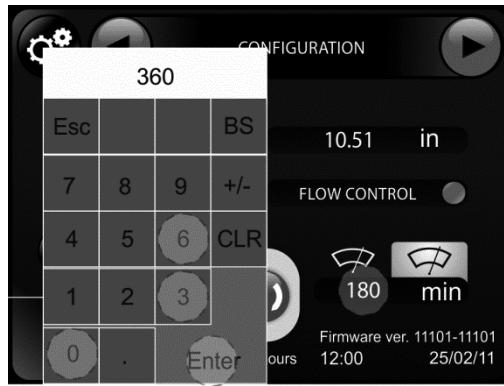 CONFIGURATION
360
Esc BS
10.51 in
7 8 9 +/-
FLOW CONTROL
4 5 6 CLR
1 2 3
180 min
0 . Enter
Firmware ver. 11101-11101
ours 12:00 25/02/11